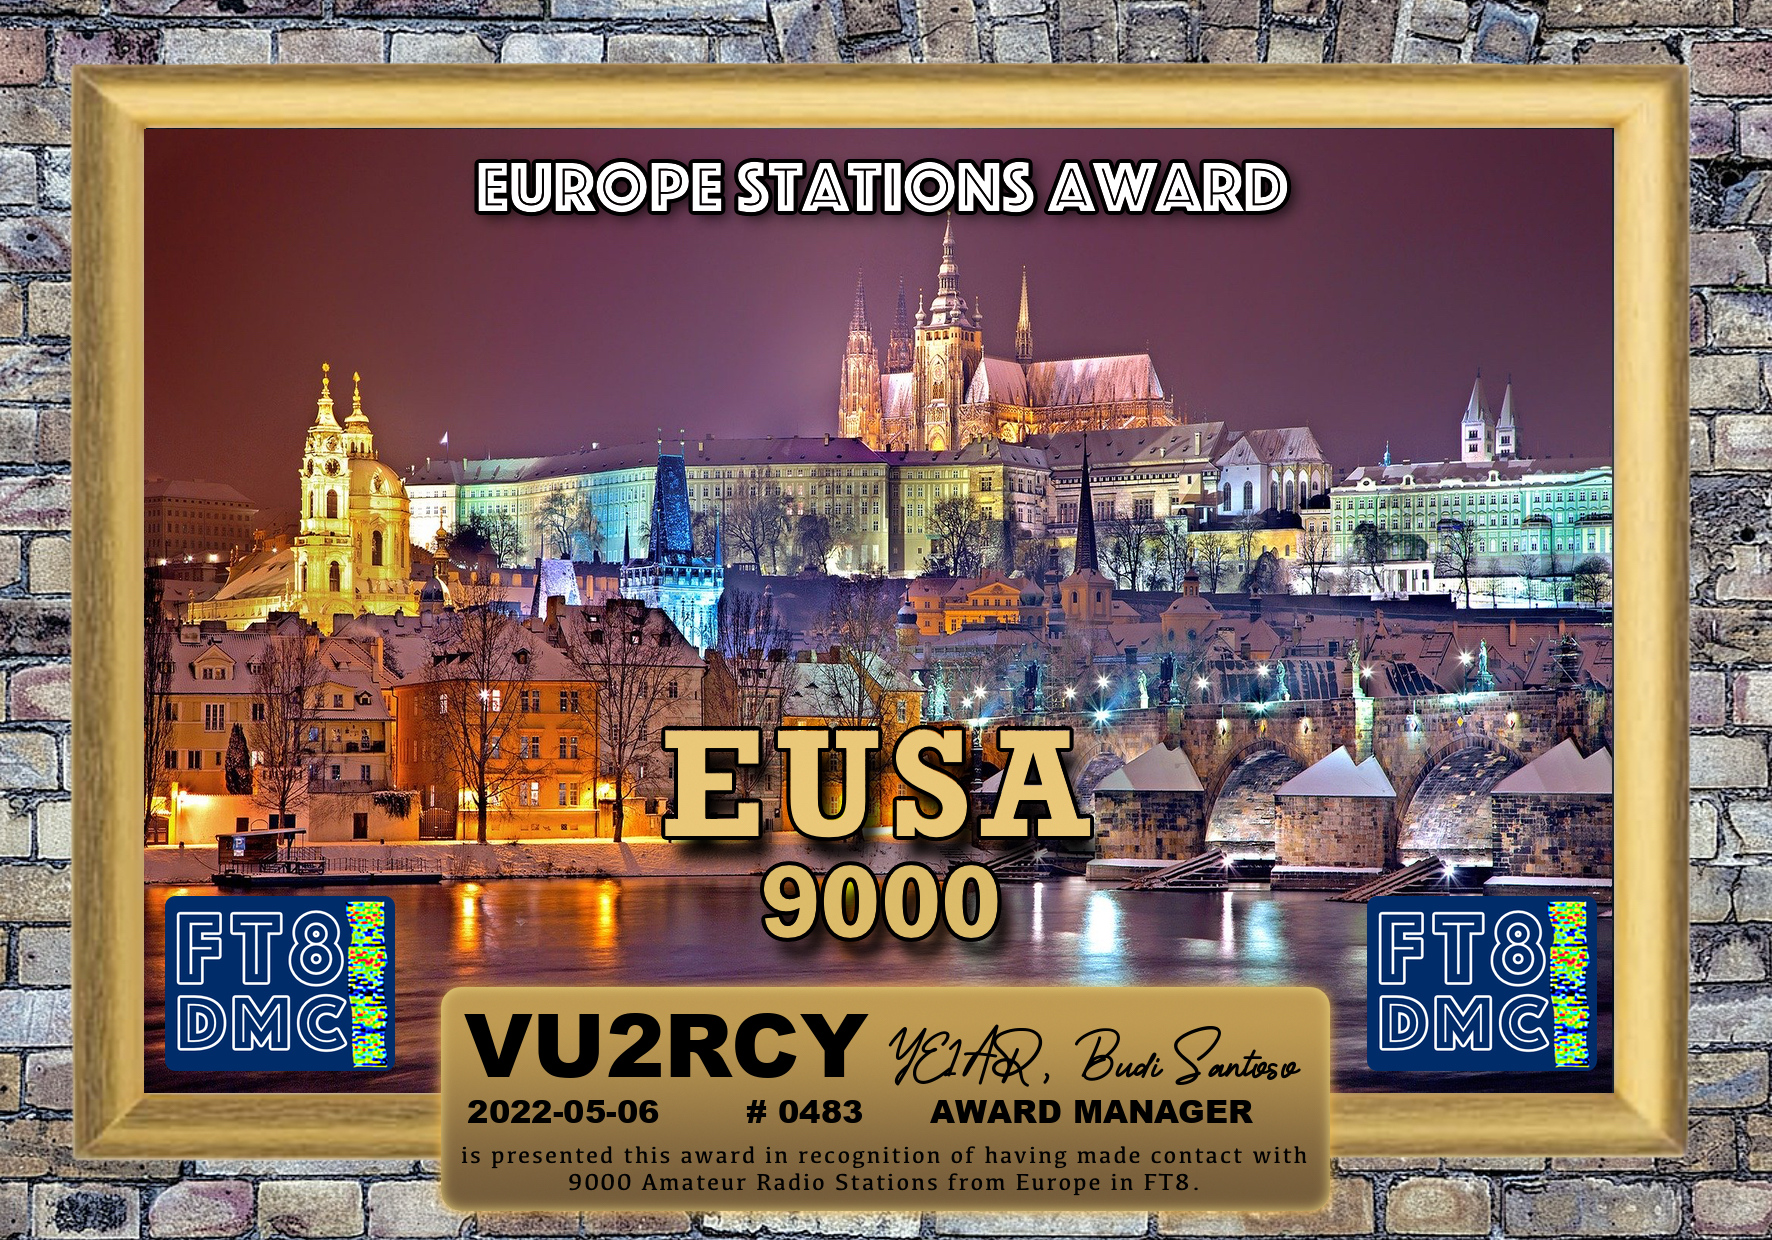 EUROPE STATIONS AWARD
EUSA
9000
FT8
DMC
FT8
DMC
VU2RCY
YE1AR, Budi Santoso
2022-05-06
# 0483
AWARD MANAGER
is presented this award in recognition of having made contact with
9000 Amateur Radio Stations from Europe in FT8.